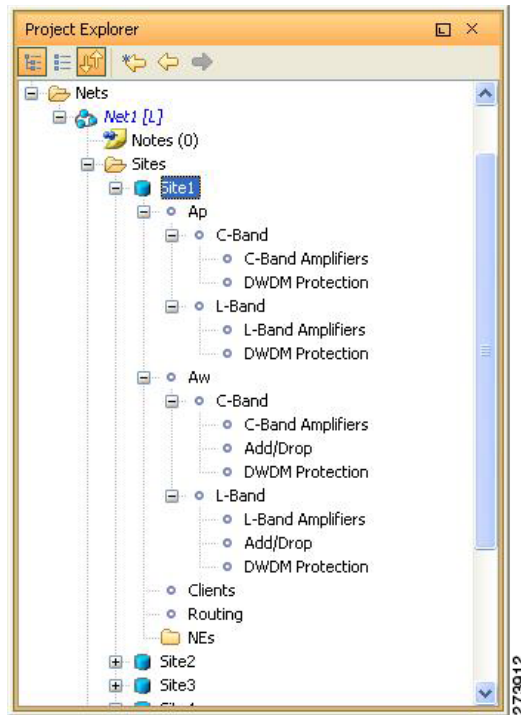 Project Explorer
Nets
Net1 [L]
Notes (0)
Sites
Site1
Ap
C-Band
C-Band Amplifiers
DWDM Protection
L-Band
L-Band Amplifiers
DWDM Protection
Aw
C-Band
C-Band Amplifiers
Add/Drop
DWDM Protection
L-Band
L-Band Amplifiers
Add/Drop
DWDM Protection
Clients
Routing
NEs
Site2
Site3
273912